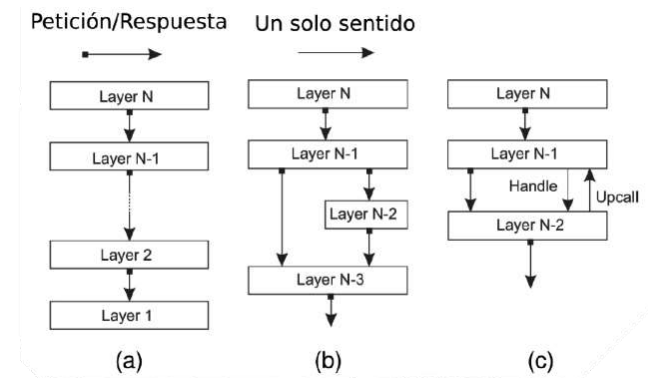 Petición/Respuesta
Un solo sentido
Layer N
Layer N-1
Layer 2
Layer 1
(a)
Layer N
Layer N-1
Layer N-2
Layer N-3
(b)
Layer N
Layer N-1
Handle
Upcall
Layer N-2
(c)